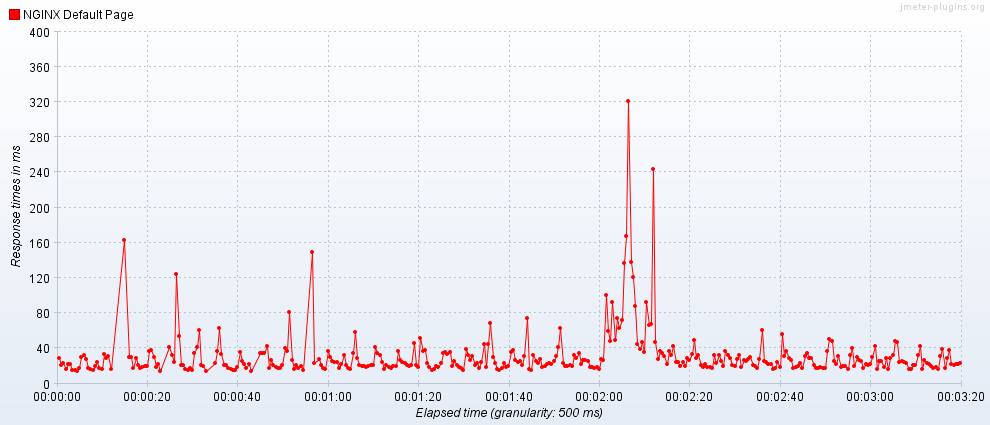 NGINX Default Page
jmeter-plugins.org
400
360
320
280
240
200
160
120
80
40
0
Response times in ms
00:00:00 00:00:20 00:00:40 00:01:00 00:01:20 00:01:40 00:02:00 00:02:20 00:02:40 00:03:00 00:03:20
Elapsed time (granularity: 500 ms)